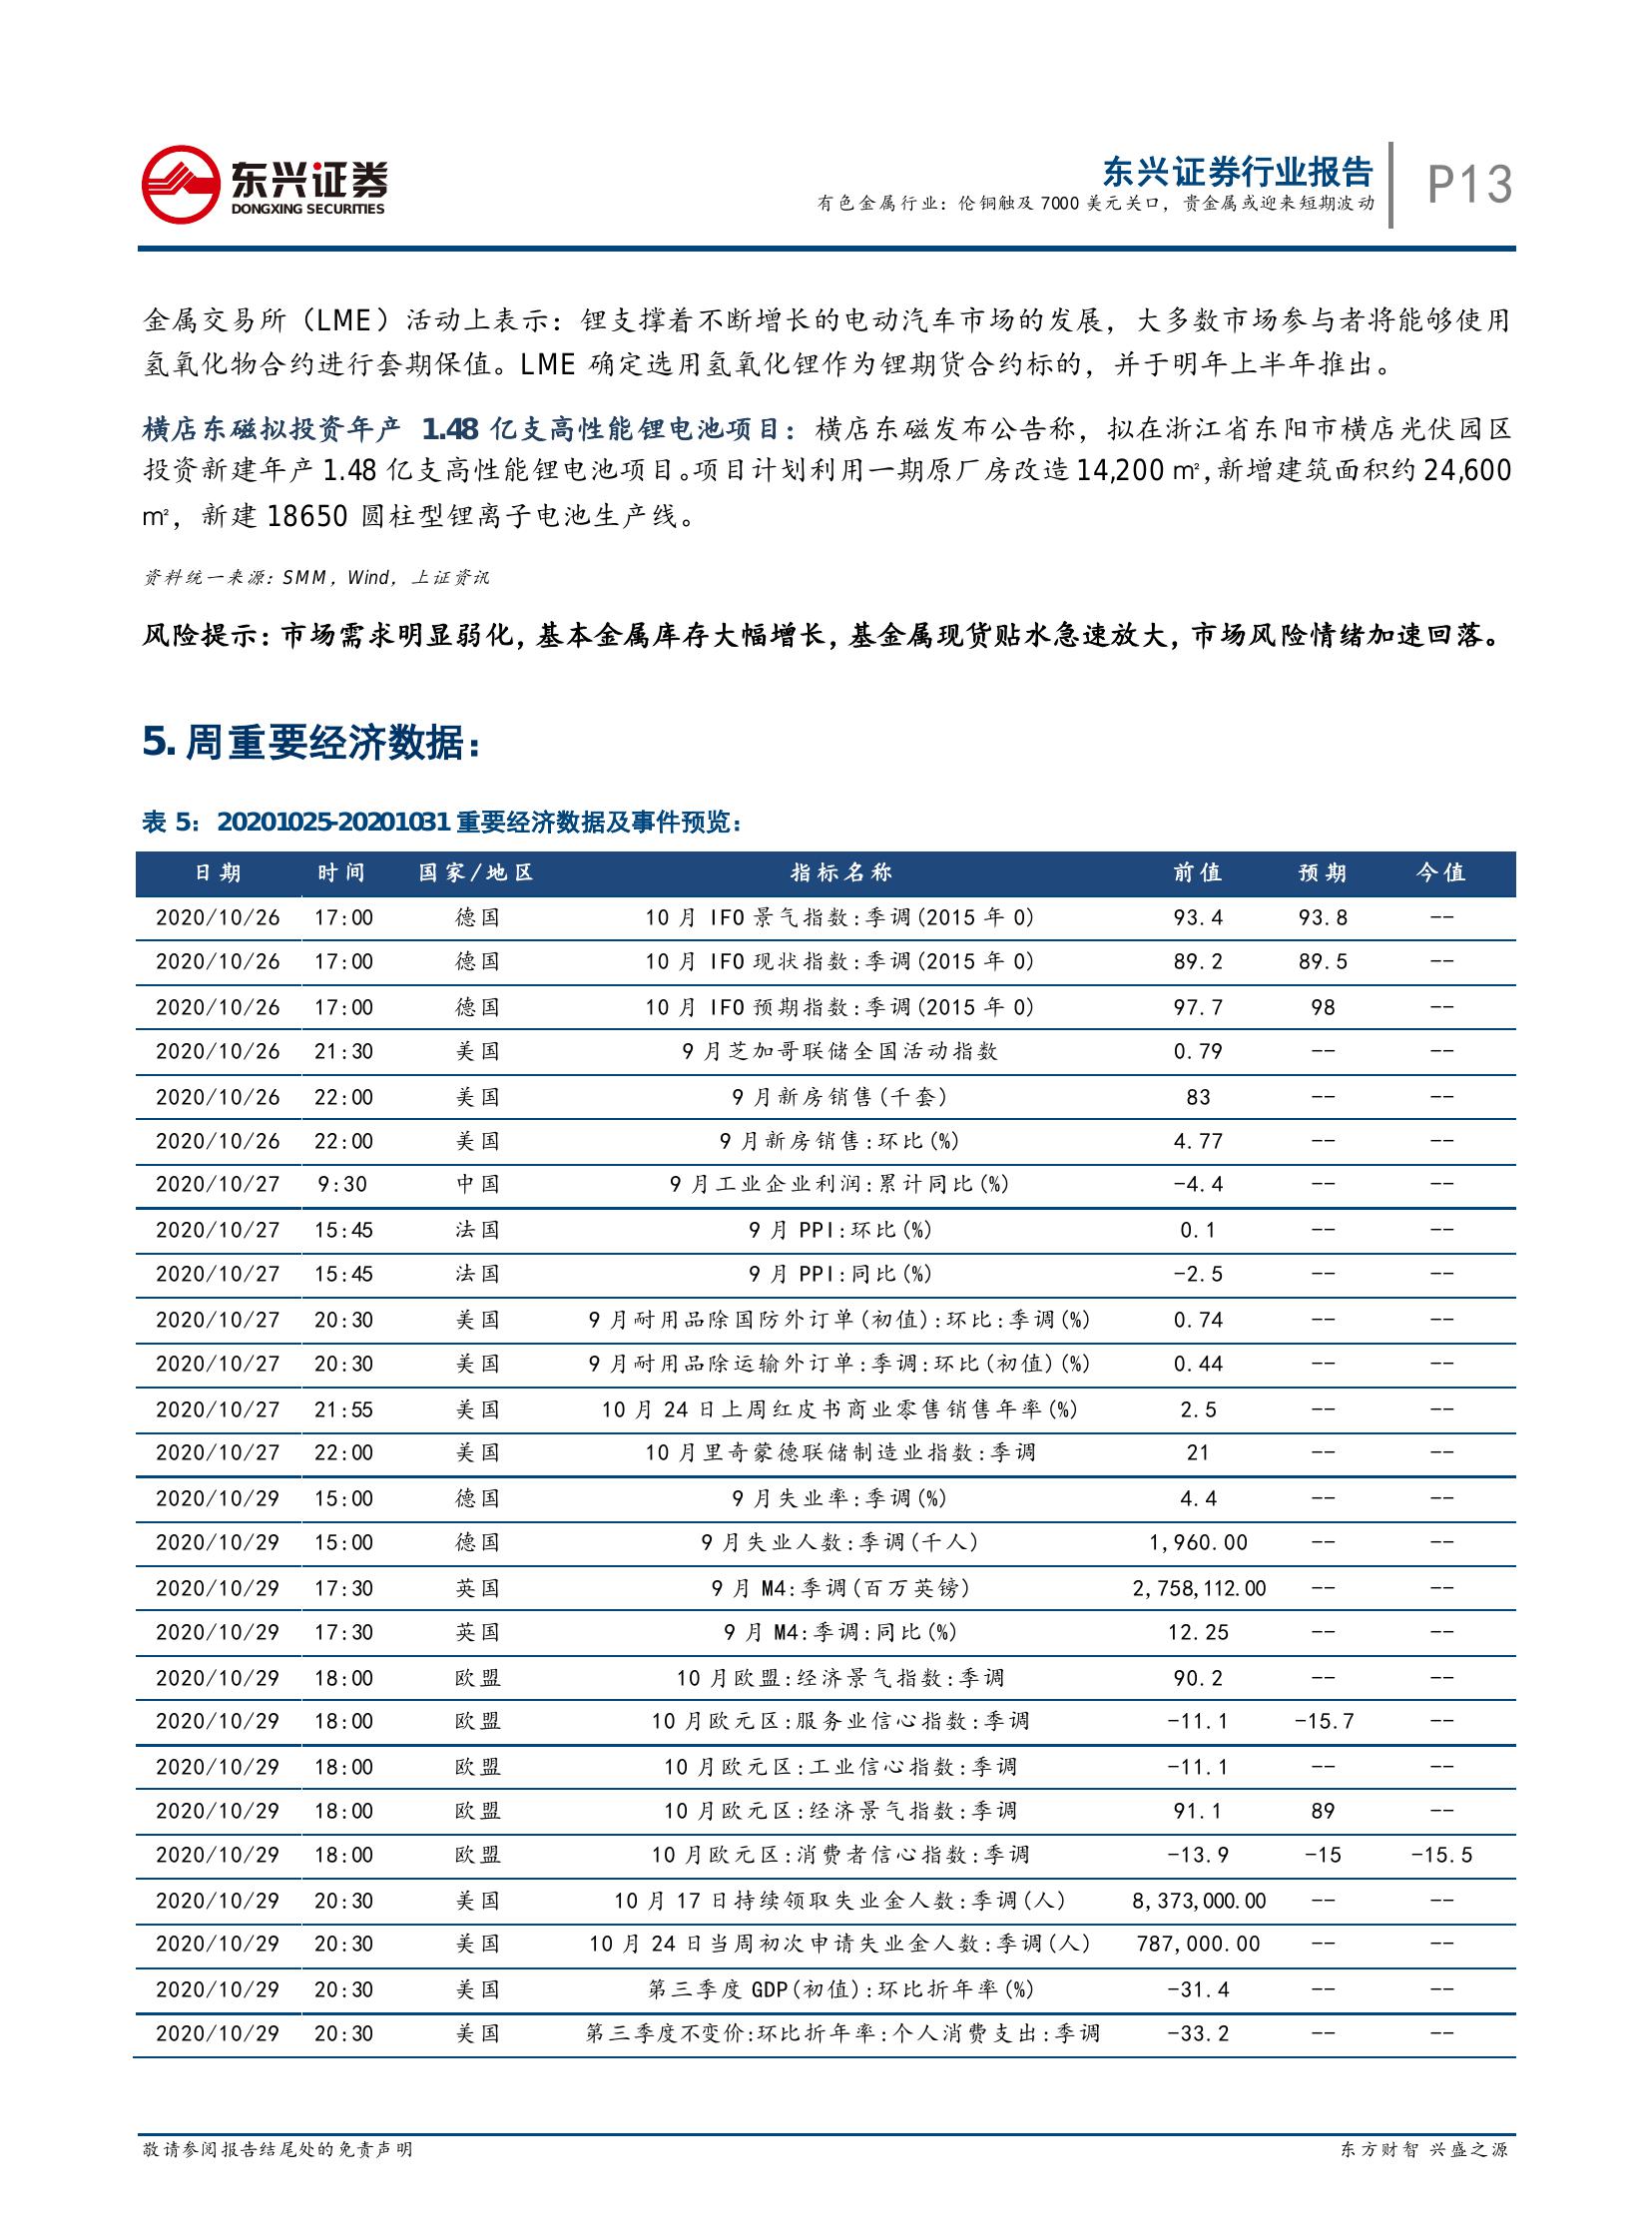 东兴证券
DONGXING SECURITIES
东兴证券行业报告
有色金属行业：伦铜触及 7000 美元关口，贵金属或迎来短期波动
P13
金属交易所（LME）活动上表示：锂支撑着不断增长的电动汽车市场的发展，大多数市场参与者将能够使用
氢氧化物合约进行套期保值。LME 确定选用氢氧化锂作为锂期货合约标的，并于明年上半年推出。
横店东磁拟投资年产 1.48 亿支高性能锂电池项目：横店东磁发布公告称，拟在浙江省东阳市横店光伏园区
投资新建年产 1.48 亿支高性能锂电池项目。项目计划利用一期原厂房改造 14,200 ㎡，新增建筑面积约 24,600
㎡，新建 18650 圆柱型锂离子电池生产线。
资料统一来源：SMM，Wind，上证资讯
风险提示：市场需求明显弱化，基本金属库存大幅增长，基金属现货贴水急速放大，市场风险情绪加速回落。
5. 周重要经济数据：
表 5： 20201025-20201031 重要经济数据及事件预览：
日期 时间 国家/地区 指标名称 前值 预期 今值
2020/10/26 17:00 德国 10 月 IFO 景气指数:季调(2015 年 0) 93.4 93.8 --
2020/10/26 17:00 德国 10 月 IFO 现状指数:季调(2015 年 0) 89.2 89.5 --
2020/10/26 17:00 德国 10 月 IFO 预期指数:季调(2015 年 0) 97.7 98 --
2020/10/26 21:30 美国 9 月芝加哥联储全国活动指数 0.79 -- --
2020/10/26 22:00 美国 9 月新房销售(千套) 83 -- --
2020/10/26 22:00 美国 9 月新房销售:环比(%) 4.77 -- --
2020/10/27 9:30 中国 9 月工业企业利润:累计同比(%) -4.4 -- --
2020/10/27 15:45 法国 9 月 PPI:环比(%) 0.1 -- --
2020/10/27 15:45 法国 9 月 PPI:同比(%) -2.5 -- --
2020/10/27 20:30 美国 9 月耐用品除国防外订单(初值):环比:季调(%) 0.74 -- --
2020/10/27 20:30 美国 9 月耐用品除运输外订单:季调:环比(初值)(%) 0.44 -- --
2020/10/27 21:55 美国 10 月 24 日上周红皮书商业零售销售年率(%) 2.5 -- --
2020/10/27 22:00 美国 10 月里奇蒙德联储制造业指数:季调 21 -- --
2020/10/29 15:00 德国 9 月失业率:季调(%) 4.4 -- --
2020/10/29 15:00 德国 9 月失业人数:季调(千人) 1,960.00 -- --
2020/10/29 17:30 英国 9 月 M4:季调(百万英镑) 2,758,112.00 -- --
2020/10/29 17:30 英国 9 月 M4:季调:同比(%) 12.25 -- --
2020/10/29 18:00 欧盟 10 月欧盟:经济景气指数:季调 90.2 -- --
2020/10/29 18:00 欧盟 10 月欧元区:服务业信心指数:季调 -11.1 -15.7 --
2020/10/29 18:00 欧盟 10 月欧元区:工业信心指数:季调 -11.1 -- --
2020/10/29 18:00 欧盟 10 月欧元区:经济景气指数:季调 91.1 89 --
2020/10/29 18:00 欧盟 10 月欧元区:消费者信心指数:季调 -13.9 -15 -15.5
2020/10/29 20:30 美国 10 月 17 日持续领取失业金人数:季调(人) 8,373,000.00 -- --
2020/10/29 20:30 美国 10 月 24 日当周初次申请失业金人数:季调(人) 787,000.00 -- --
2020/10/29 20:30 美国 第三季度 GDP(初值):环比折年率(%) -31.4 -- --
2020/10/29 20:30 美国 第三季度不变价:环比折年率:个人消费支出:季调 -33.2 -- --
敬请参阅报告结尾处的免责声明
东方财智 兴盛之源